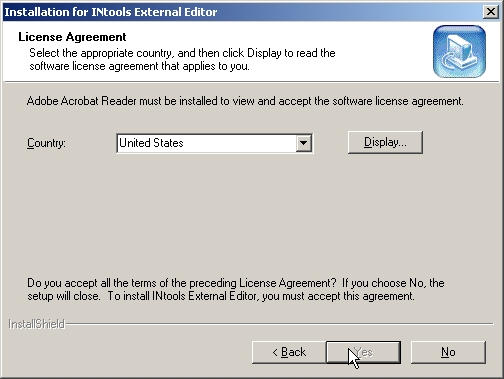 Installation for INtools External Editor
License Agreement
Select the appropriate country, and then click Display to read the
software license agreement that applies to you.
Adobe Acrobat Reader must be installed to view and accept the software license agreement.
Country:
United States
Display...
Do you accept all the terms of the preceding License Agreement? If you choose No, the
setup will close. To install INtools External Editor, you must accept this agreement.
InstallShield
< Back
Yes
No